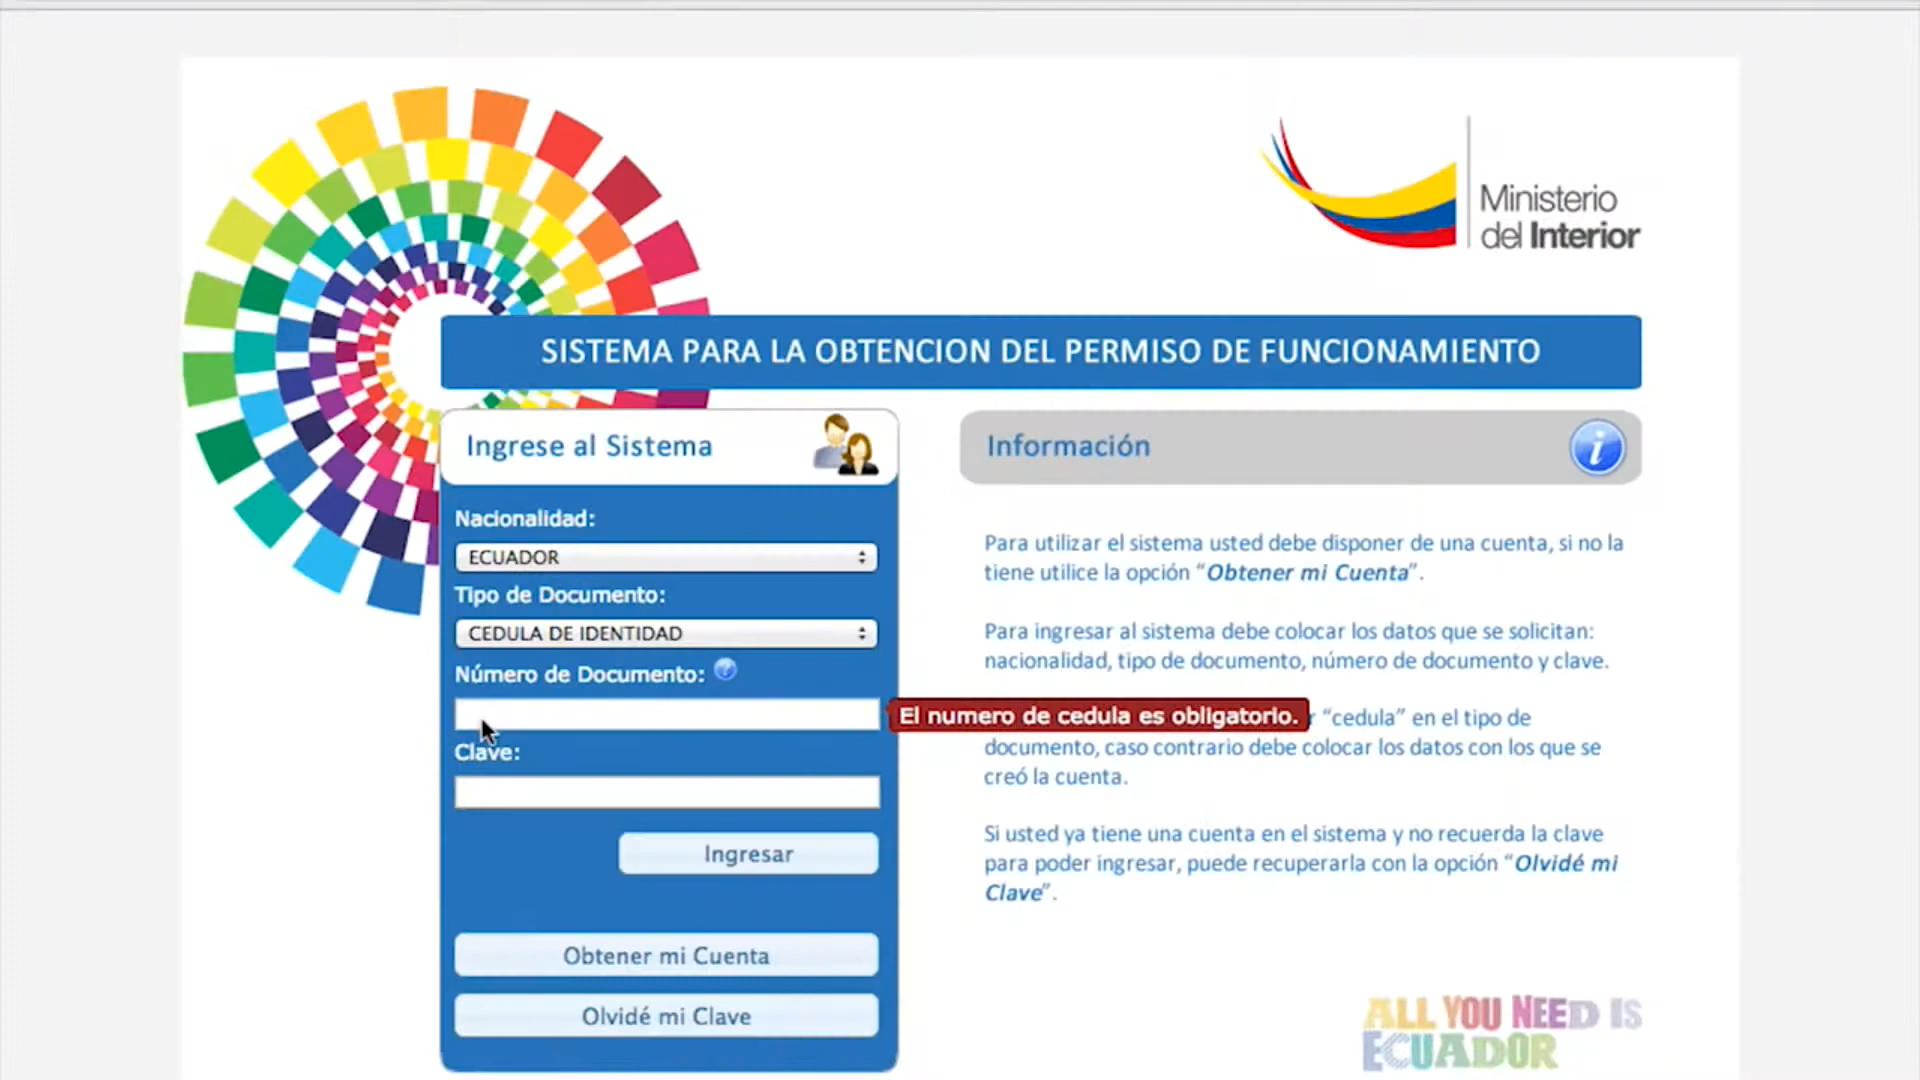 Ministerio
del Interior
SISTEMA PARA LA OBTENCION DEL PERMISO DE FUNCIONAMIENTO
Ingrese al Sistema
Nacionalidad:
ECUADOR
Tipo de Documento:
CEDULA DE IDENTIDAD
Número de Documento:
El numero de cedula es obligatorio.
Clave:
Ingresar
Obtener mi Cuenta
Olvidé mi Clave
Información
Para utilizar el sistema usted debe disponer de una cuenta, si no la
tiene utilice la opción “Obtener mi Cuenta”.
Para ingresar al sistema debe colocar los datos que se solicitan:
nacionalidad, tipo de documento, número de documento y clave.
“cedula” en el tipo de
documento, caso contrario debe colocar los datos con los que se
creó la cuenta.
Si usted ya tiene una cuenta en el sistema y no recuerda la clave
para poder ingresar, puede recuperarla con la opción “Olvidé mi
Clave”.
ALL YOU NEED IS
ECUADOR